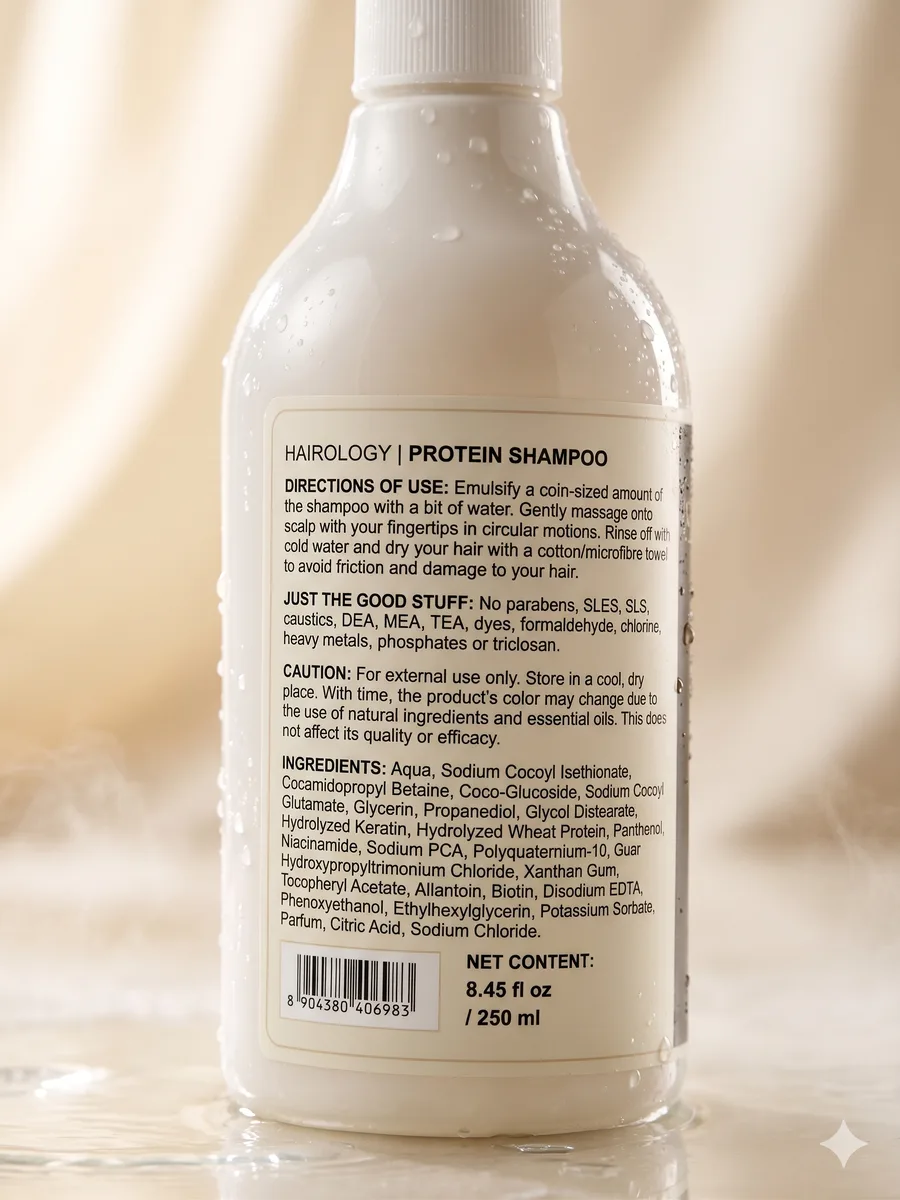 HAIROLOGY | PROTEIN SHAMPOO
DIRECTIONS OF USE: Emulsify a coin-sized amount of
the shampoo with a bit of water. Gently massage onto
scalp with your fingertips in circular motions. Rinse off with
cold water and dry your hair with a cotton/microfibre towel
to avoid friction and damage to your hair.
JUST THE GOOD STUFF: No parabens, SLES, SLS,
caustics, DEA, MEA, TEA, dyes, formaldehyde, chlorine,
heavy metals, phosphates or triclosan.
CAUTION: For external use only. Store in a cool, dry
place. With time, the product's color may change due to
the use of natural ingredients and essential oils. This does
not affect its quality or efficacy.
INGREDIENTS: Aqua, Sodium Cocoyl Isethionate,
Cocamidopropyl Betaine, Coco-Glucoside, Sodium Cocoyl
Glutamate, Glycerin, Propanediol, Glycol Distearate,
Hydrolyzed Keratin, Hydrolyzed Wheat Protein, Panthenol,
Niacinamide, Sodium PCA, Polyquaternium-10, Guar
Hydroxypropyltrimonium Chloride, Xanthan Gum,
Tocopheryl Acetate, Allantoin, Biotin, Disodium EDTA,
Phenoxyethanol, Ethylhexylglycerin, Potassium Sorbate,
Parfum, Citric Acid, Sodium Chloride.
8 904380 406983
NET CONTENT:
8.45 fl oz
/ 250 ml